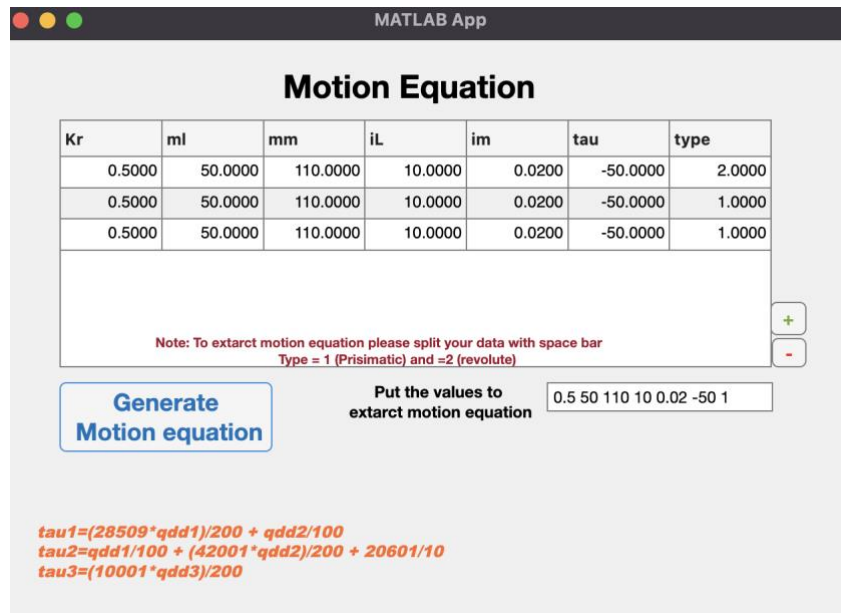 MATLAB App
Motion Equation
Kr ml mm iL im tau type
0.5000 50.0000 110.0000 10.0000 0.0200 -50.0000 2.0000
0.5000 50.0000 110.0000 10.0000 0.0200 -50.0000 1.0000
0.5000 50.0000 110.0000 10.0000 0.0200 -50.0000 1.0000
+
Note: To extarct motion equation please split your data with space bar
Type = 1 (Prisimatic) and =2 (revolute)
-
Generate
Motion equation
Put the values to
extarct motion equation
0.5 50 110 10 0.02 -50 1
tau1=(28509*qdd1)/200 + qdd2/100
tau2=qdd1/100 + (42001*qdd2)/200 + 20601/10
tau3=(10001*qdd3)/200